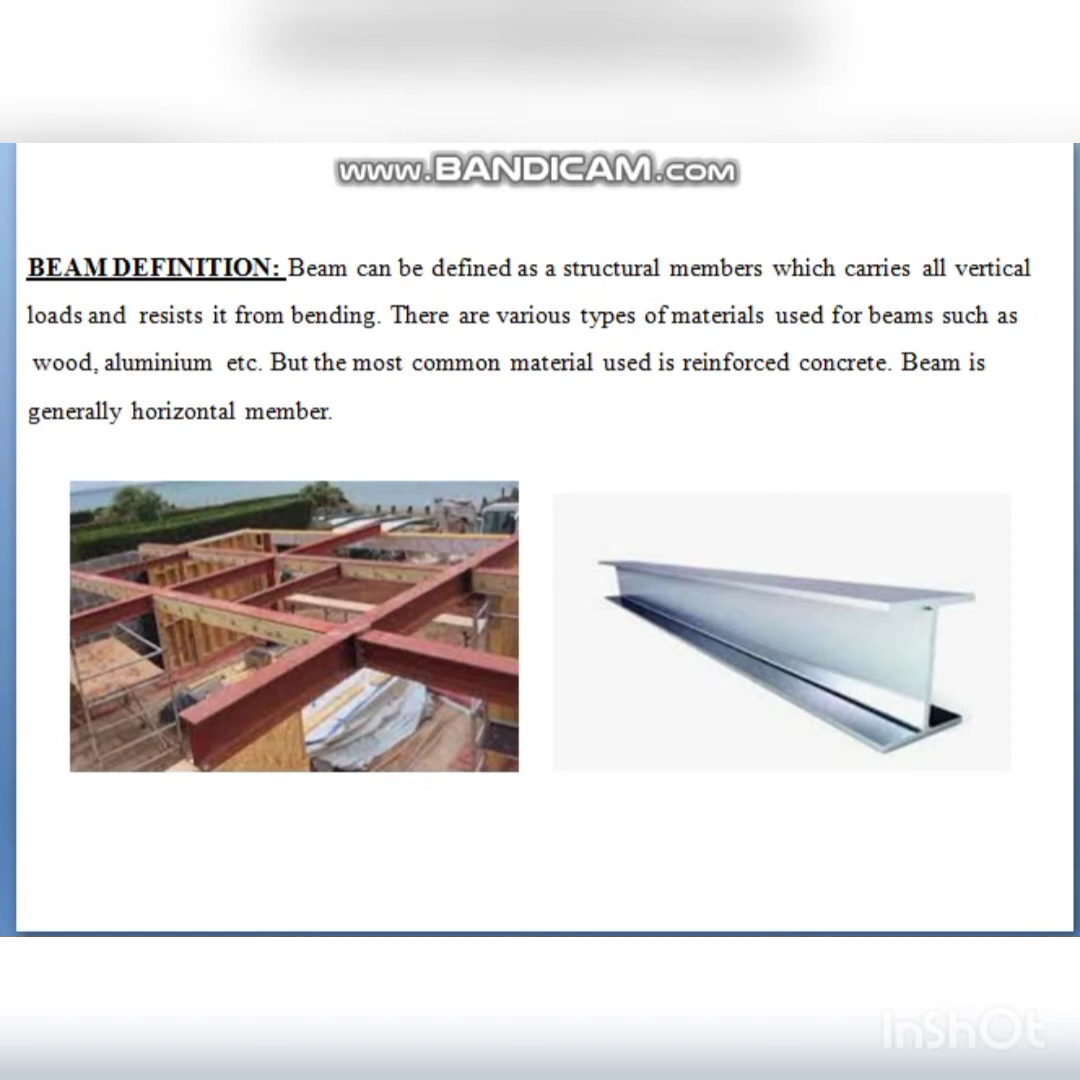 www.BANDICAM.COM
BEAM DEFINITION: Beam can be defined as a structural members which carries all vertical
loads and resists it from bending. There are various types of materials used for beams such as
wood, aluminium etc. But the most common material used is reinforced concrete. Beam is
generally horizontal member.
InShOt